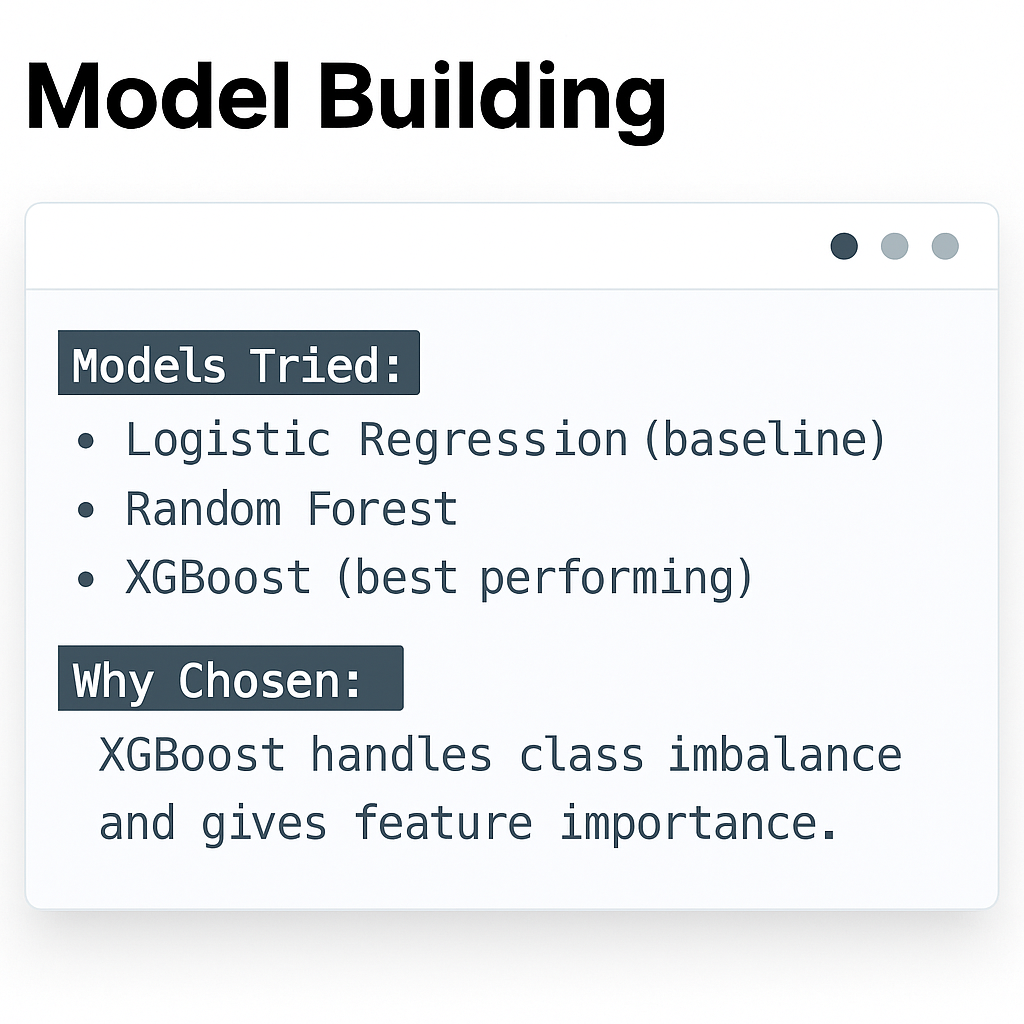 Model Building
Models Tried:
• Logistic Regression (baseline)
• Random Forest
• XGBoost (best performing)
Why Chosen:
XGBoost handles class imbalance
and gives feature importance.